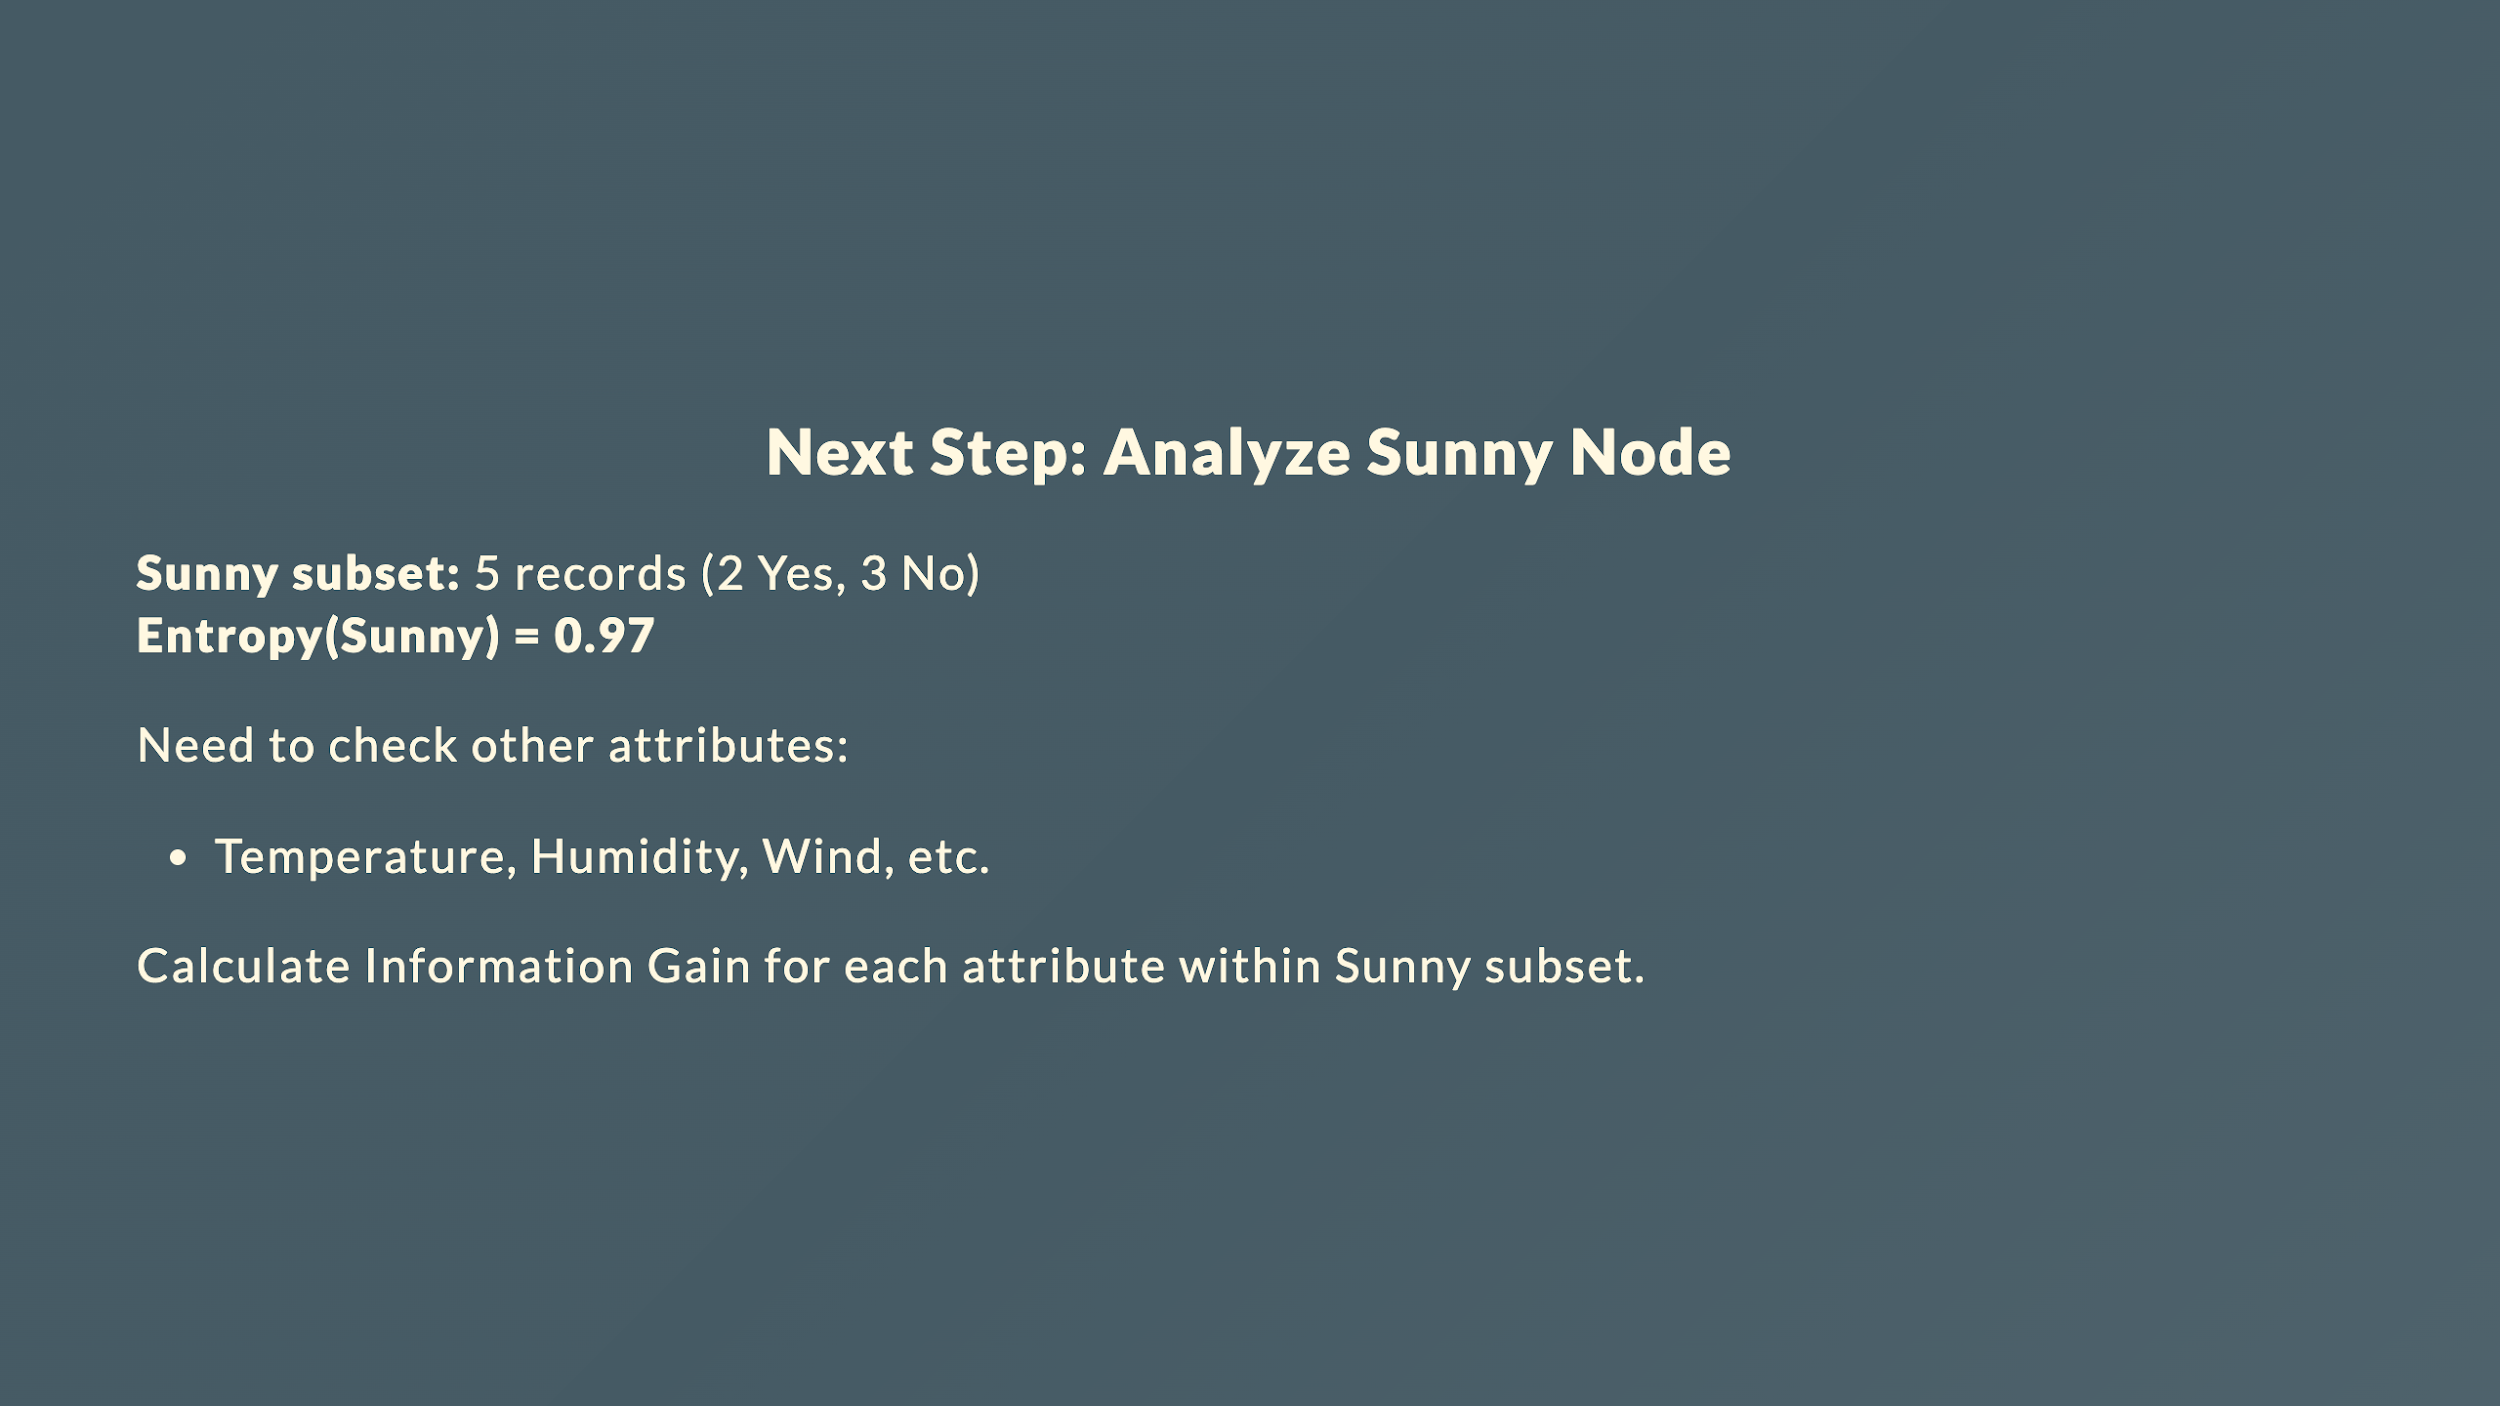 Next Step: Analyze Sunny Node
Sunny subset: 5 records (2 Yes, 3 No)
Entropy(Sunny) = 0.97
Need to check other attributes:
• Temperature, Humidity, Wind, etc.
Calculate Information Gain for each attribute within Sunny subset.